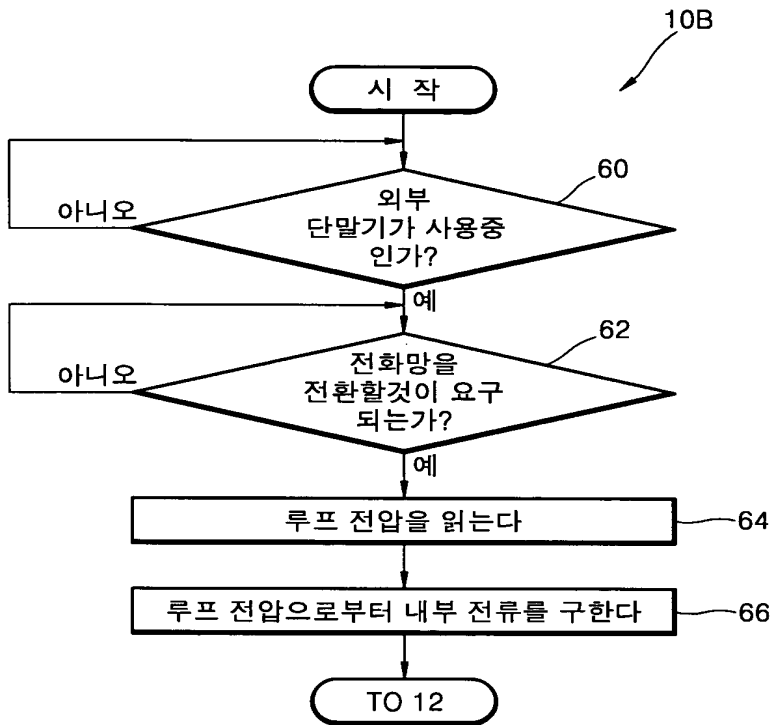 10B
시 작
60
외부
단말기가 사용중
인가?
아니오
예
62
전화망을
전환할것이 요구
되는가?
아니오
예
루프 전압을 읽는다
64
루프 전압으로부터 내부 전류를 구한다
66
TO 12